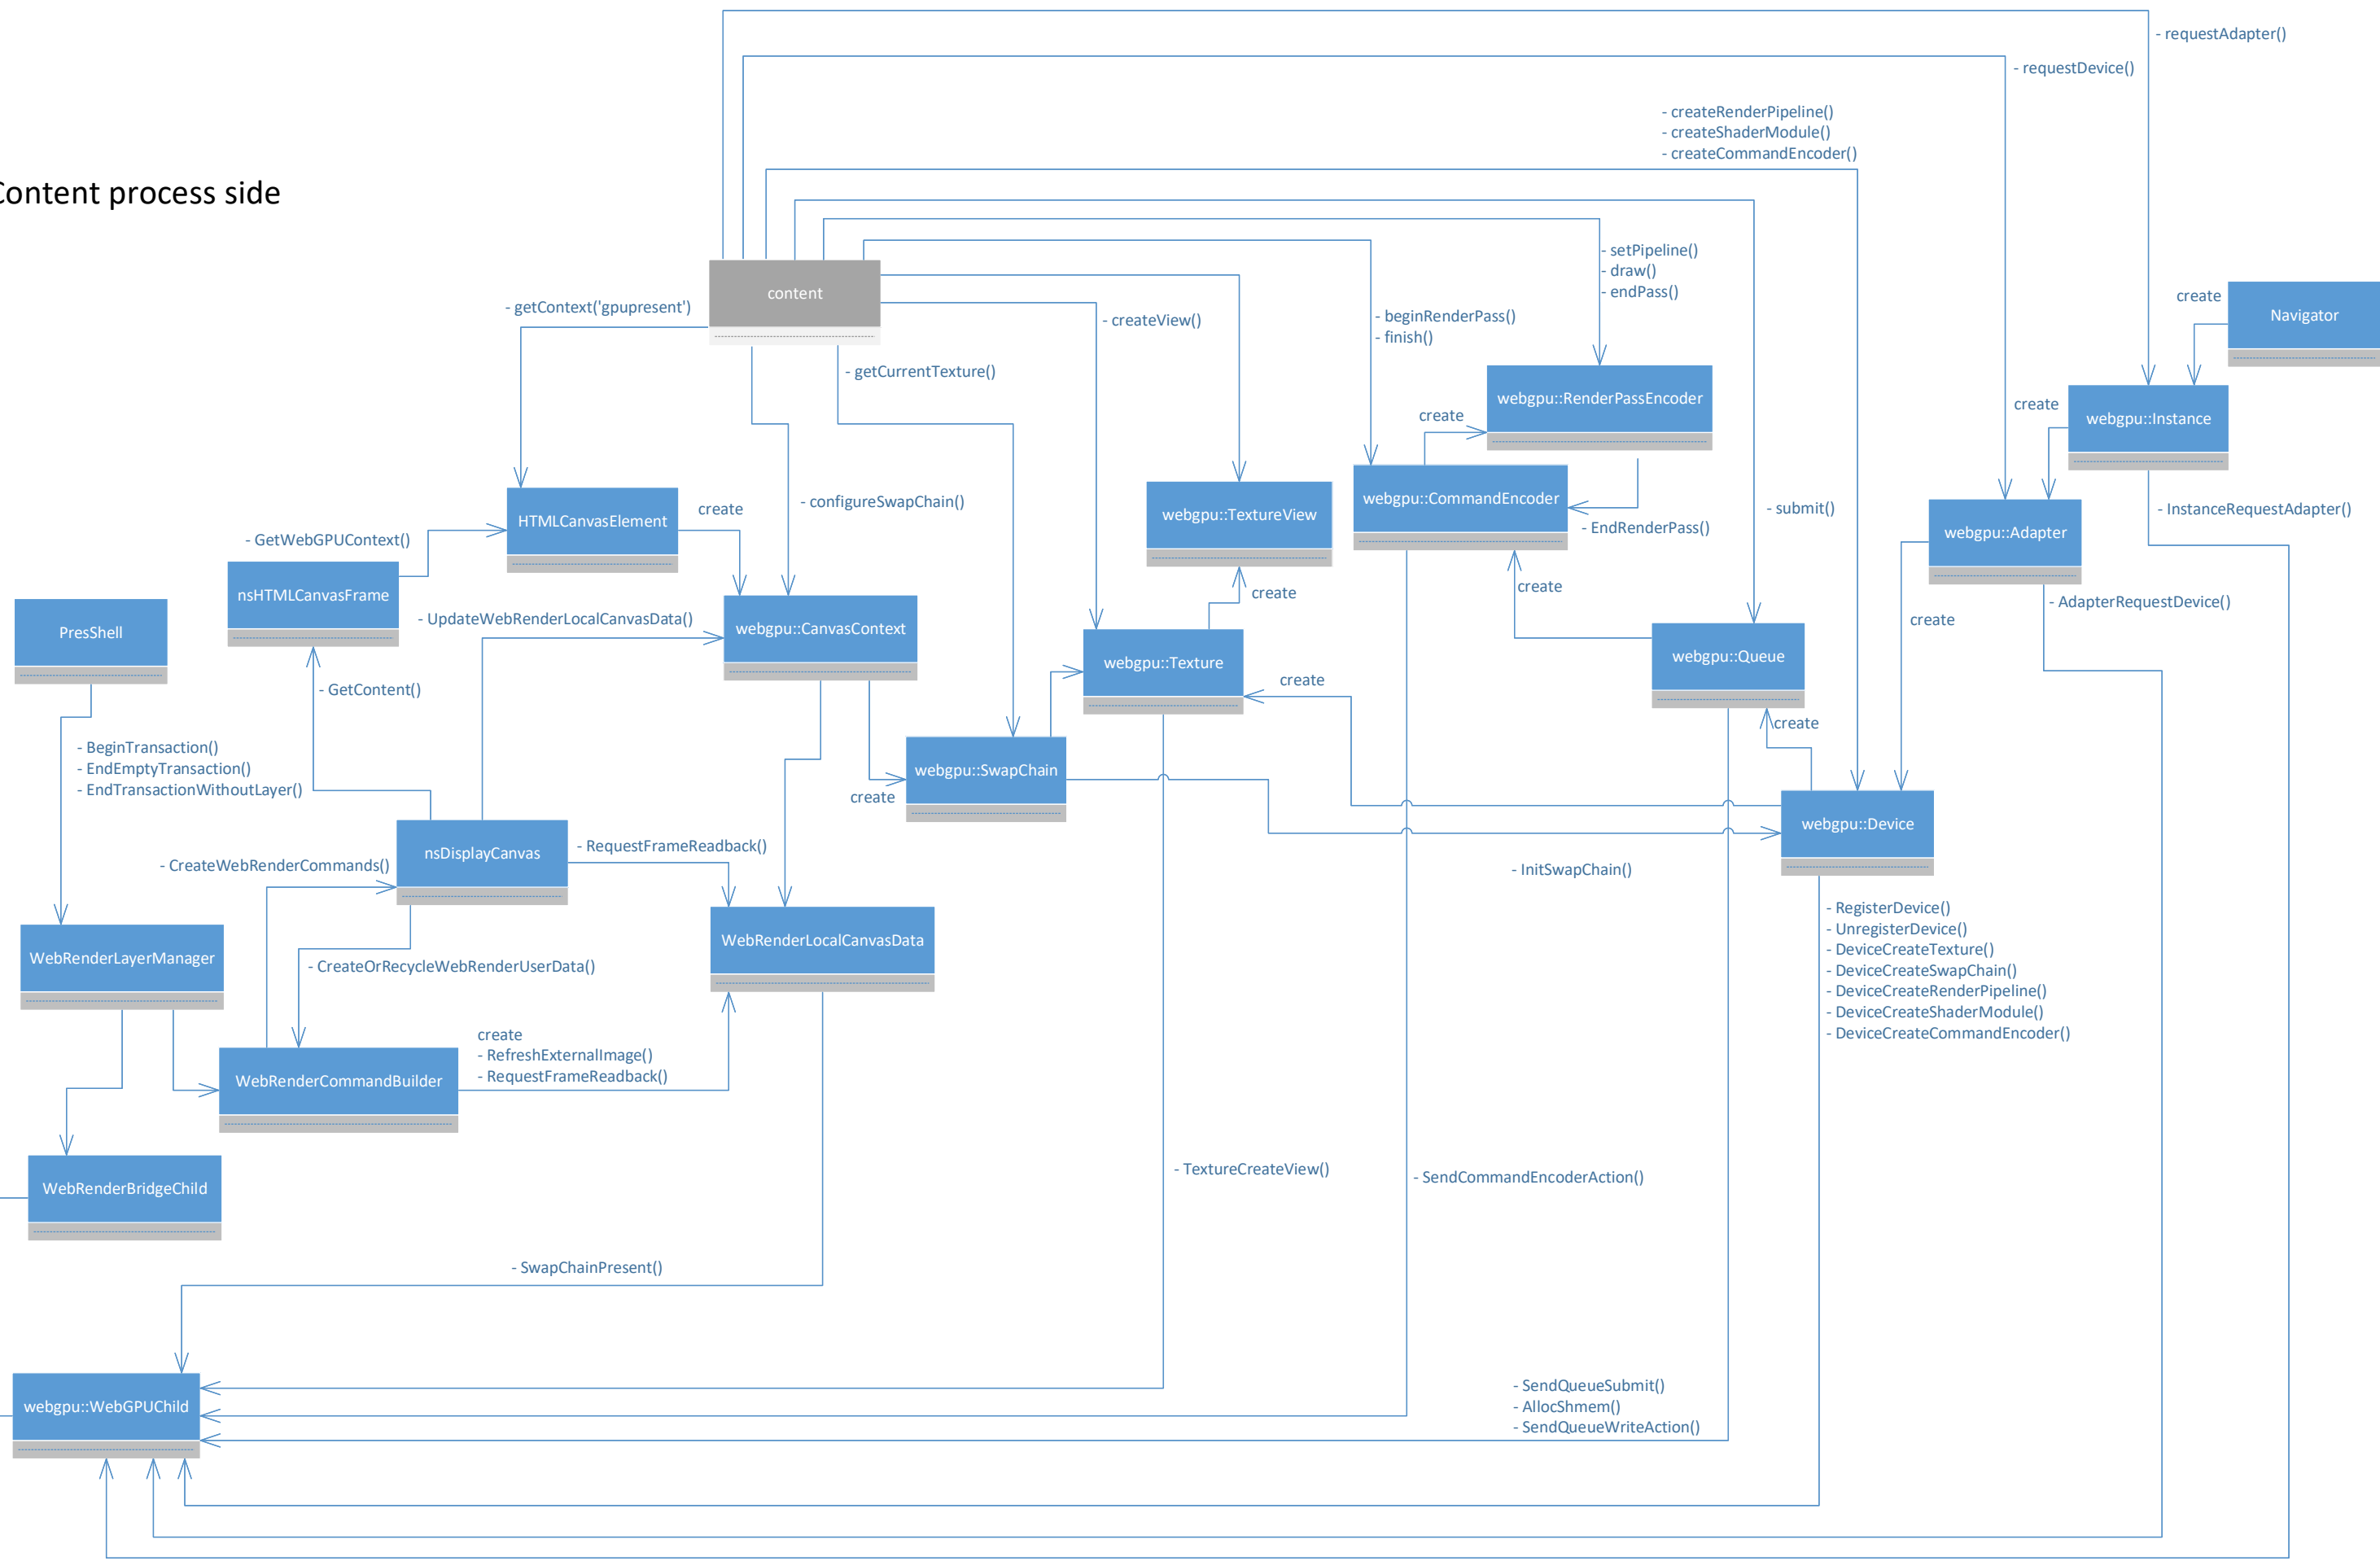 - requestAdapter()
- requestDevice()
- createRenderPipeline()
- createShaderModule()
- createCommandEncoder()
Content process side
- setPipeline()
- draw()
- endPass()
content
- getContext('gpupresent')
- createView()
- beginRenderPass()
- finish()
create
Navigator
- getCurrentTexture()
webgpu::RenderPassEncoder
create
create
webgpu::Instance
HTMLCanvasElement
create
- configureSwapChain()
webgpu::TextureView
webgpu::CommandEncoder
- EndRenderPass()
- submit()
webgpu::Adapter
- InstanceRequestAdapter()
- GetWebGPUContext()
nsHTMLCanvasFrame
create
create
- AdapterRequestDevice()
PresShell
- UpdateWebRenderLocalCanvasData()
webgpu::CanvasContext
webgpu::Texture
webgpu::Queue
create
- GetContent()
create
create
- BeginTransaction()
- EndEmptyTransaction()
- EndTransactionWithoutLayer()
webgpu::SwapChain
create
webgpu::Device
nsDisplayCanvas
- RequestFrameReadback()
- CreateWebRenderCommands()
- InitSwapChain()
- RegisterDevice()
- UnregisterDevice()
- DeviceCreateTexture()
- DeviceCreateSwapChain()
- DeviceCreateRenderPipeline()
- DeviceCreateShaderModule()
- DeviceCreateCommandEncoder()
WebRenderLayerManager
WebRenderLocalCanvasData
- CreateOrRecycleWebRenderUserData()
create
- RefreshExternalImage()
- RequestFrameReadback()
WebRenderCommandBuilder
- TextureCreateView()
- SendCommandEncoderAction()
WebRenderBridgeChild
- SwapChainPresent()
webgpu::WebGPUChild
- SendQueueSubmit()
- AllocShmem()
- SendQueueWriteAction()